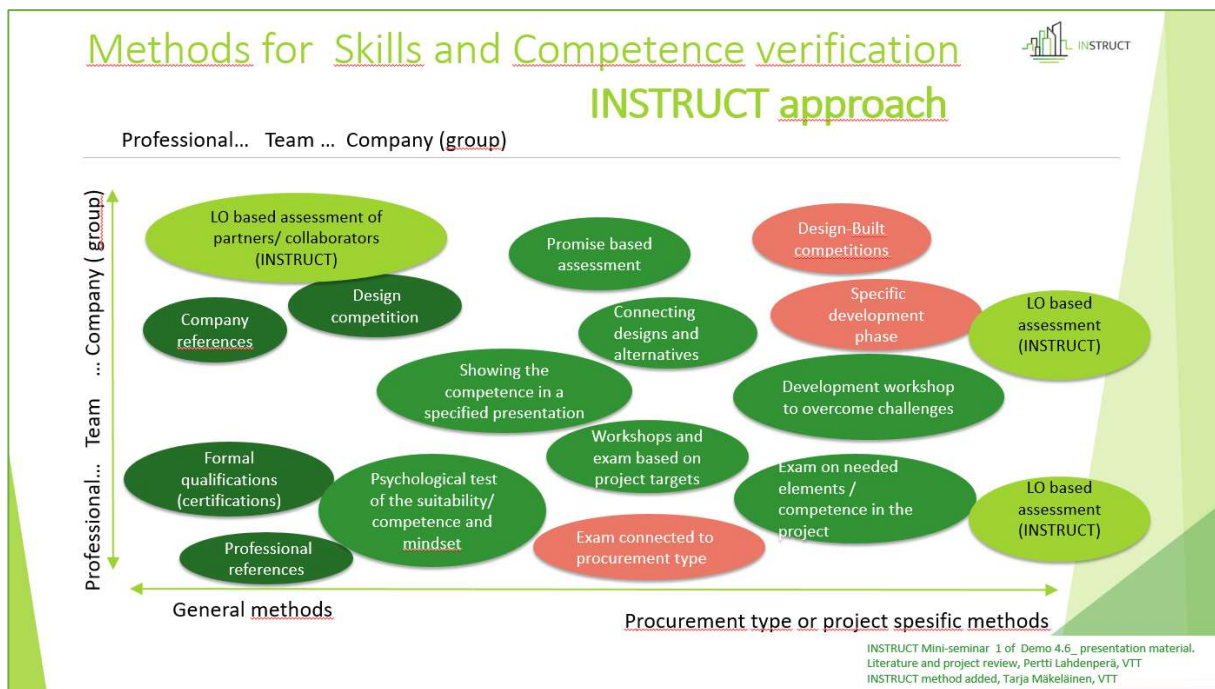 Methods for Skills and Competence verification
INSTRUCT
INSTRUCT approach
Professional... Team ... Company (group)
Professional... Team ... Company ( group)
LO based assessment of
partners/ collaborators
(INSTRUCT)
Promise based
assessment
Design-Built
competitions
Design
competition
Company
references
Connecting
designs and
alternatives
Specific
development
phase
LO based
assessment
(INSTRUCT)
Showing the
competence in a
specified presentation
Development workshop
to overcome challenges
Formal
qualifications
(certifications)
Psychological test
of the suitability/
competence and
mindset
Workshops and
exam based on
project targets
Exam on needed
elements /
competence in the
project
LO based
assessment
(INSTRUCT)
Professional
references
Exam connected to
procurement type
General methods
Procurement type or project spesific methods
INSTRUCT Mini-seminar 1 of Demo 4.6_ presentation material.
Literature and project review, Pertti Lahdenperä, VTT
INSTRUCT method added, Tarja Mäkeläinen, VTT